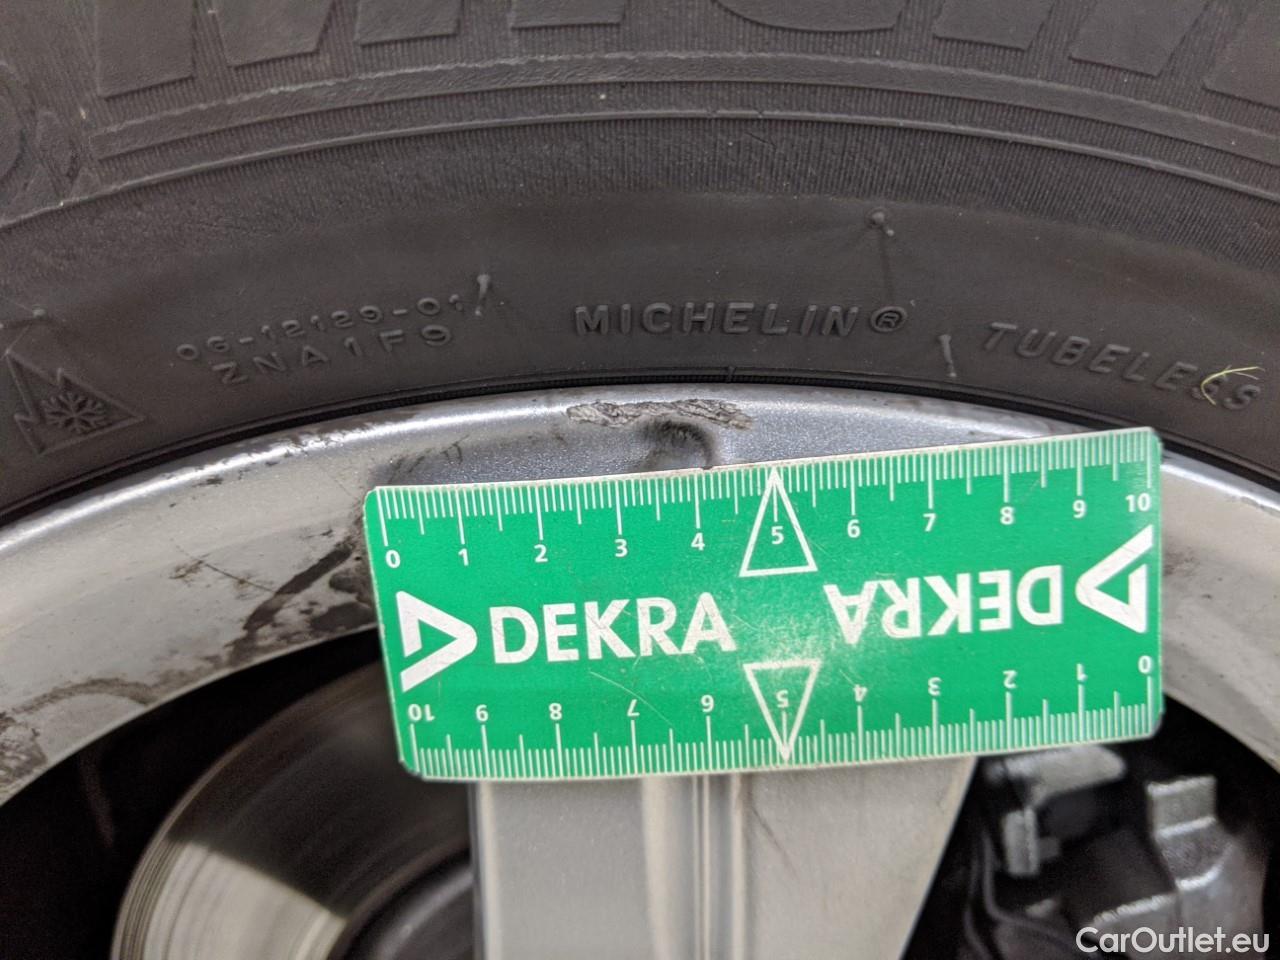 06-12129-01
ZNA1F9
MICHELIN®
TUBELESS
0 1 2 3 4 5 6 7 8 9 10
DEKRA
DEKRA
10 9 8 7 6 5 4 3 2 1 0
CarOutlet.eu